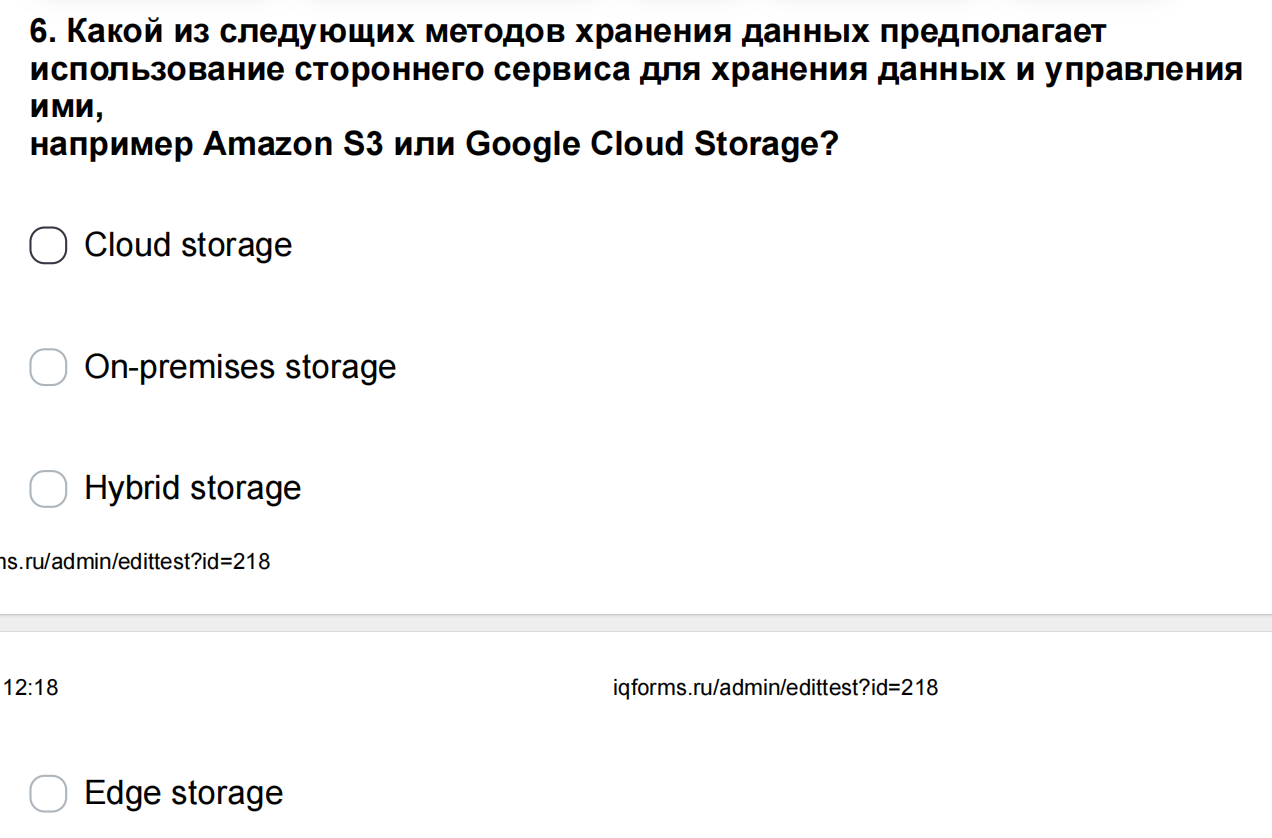 6. Какой из следующих методов хранения данных предполагает
использование стороннего сервиса для хранения данных и управления
ими,
например Amazon S3 или Google Cloud Storage?
Cloud storage
On-premises storage
Hybrid storage
ns.ru/admin/edittest?id=218
12:18
iqforms.ru/admin/edittest?id=218
Edge storage